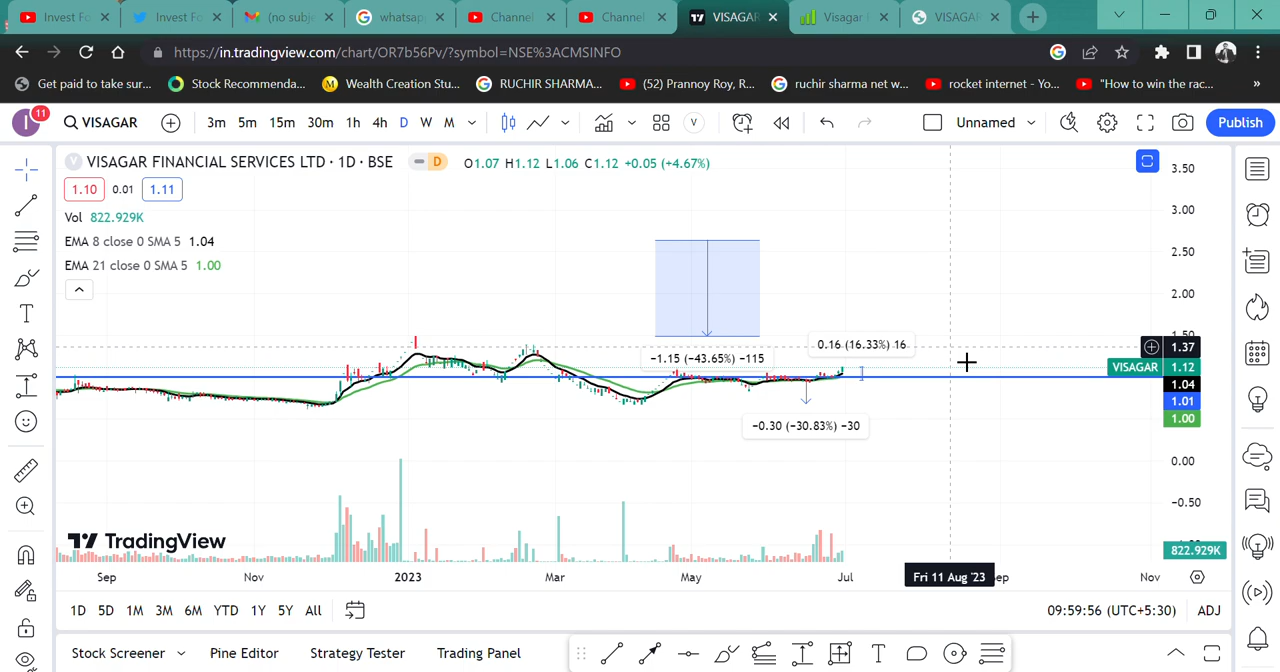 Invest Fo
Invest Fo
(no subje
whatsapp
Channel
Channel
VISAGAR
Visagar F
VISAGAR
https://in.tradingview.com/chart/OR7b56Pv/?symbol=NSE%3ACMSINFO
Get paid to take sur...
Stock Recommenda...
Wealth Creation Stu...
RUCHIR SHARMA...
(52) Prannoy Roy, R...
ruchir sharma net w...
rocket internet - Yo...
"How to win the rac...
»
I 11 VISAGAR 3m 5m 15m 30m 1h 4h D W M V Unnamed Publish
V VISAGAR FINANCIAL SERVICES LTD · 1D · BSE D O1.07 H1.12 L1.06 C1.12 +0.05 (+4.67%)
1.10 0.01 1.11
Vol 822.929K
EMA 8 close 0 SMA 5 1.04
EMA 21 close 0 SMA 5 1.00
3.50
3.00
2.50
2.00
1.50
1.37
VISAGAR 1.12
1.04
1.01
1.00
0.00
−0.50
822.929K
0.16 (16.33%) 16
−1.15 (−43.65%) −115
−0.30 (−30.83%) −30
TradingView
Sep Nov 2023 Mar May Jul Fri 11 Aug '23 Nov
1D 5D 1M 3M 6M YTD 1Y 5Y All 09:59:56 (UTC+5:30) ADJ
Stock Screener Pine Editor Strategy Tester Trading Panel